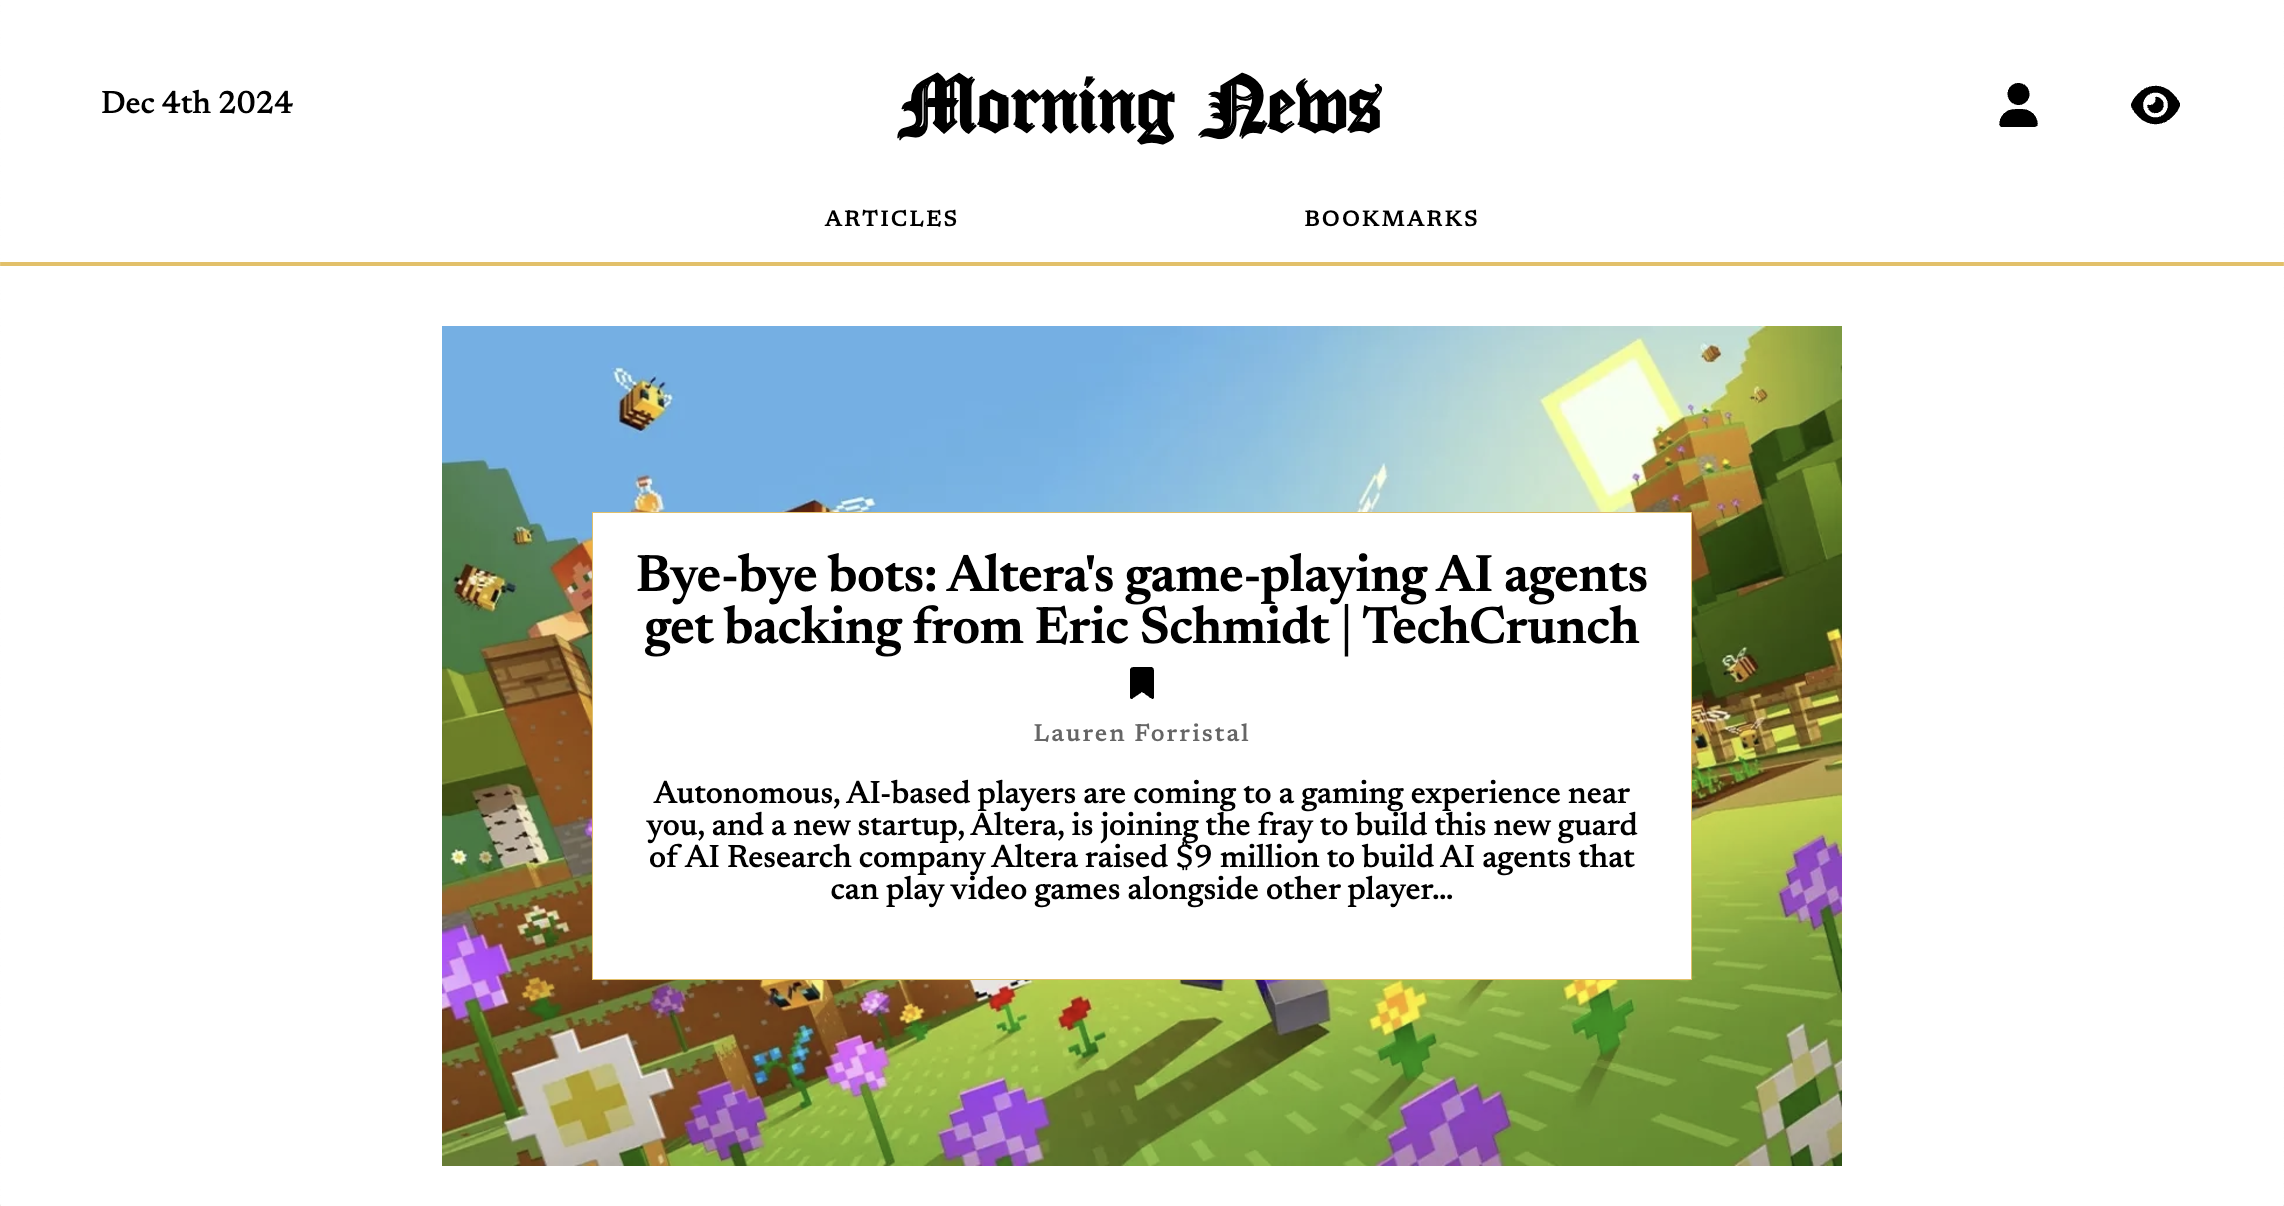 Dec 4th 2024
Morning News
ARTICLES
BOOKMARKS
Bye-bye bots: Altera's game-playing AI agents
get backing from Eric Schmidt | TechCrunch
Lauren Forristal
Autonomous, AI-based players are coming to a gaming experience near
you, and a new startup, Altera, is joining the fray to build this new guard
of AI Research company Altera raised $9 million to build AI agents that
can play video games alongside other player...